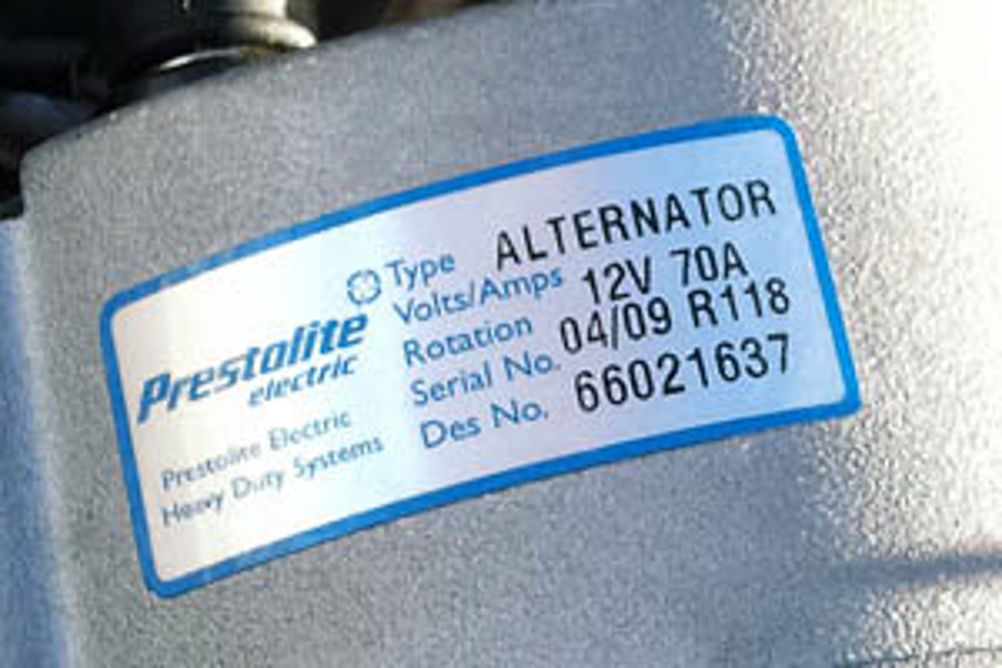 Prestolite
electric
Prestolite Electric
Heavy Duty Systems
Type ALTERNATOR
Volts/Amps 12V 70A
Rotation
Serial No. 04/09 R118
Des No. 66021637